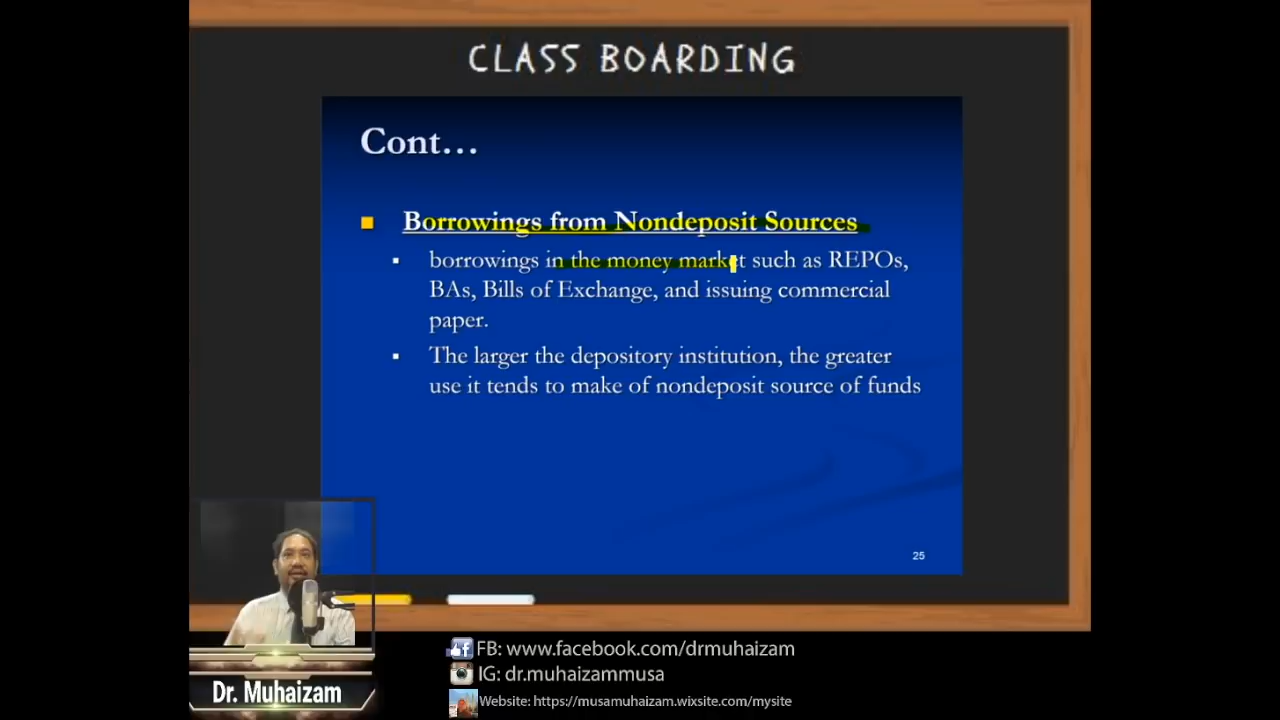 CLASS BOARDING
Cont…
Borrowings from Nondeposit Sources
borrowings in the money market such as REPOs,
BAs, Bills of Exchange, and issuing commercial
paper.
The larger the depository institution, the greater
use it tends to make of nondeposit source of funds
25
Dr. Muhaizam
FB: www.facebook.com/drmuhaizam
IG: dr.muhaizammusa
Website: https://musamuhaizam.wixsite.com/mysite